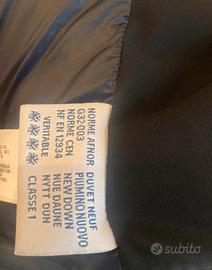 NORME AFNOR
G32-003
NORME CEN
NF EN 12934
DUVET NEUF
PIUMINO NUOVO
NEW DOWN
NEUE DAUNE
NYTT DUN
CLASSE 1
subito